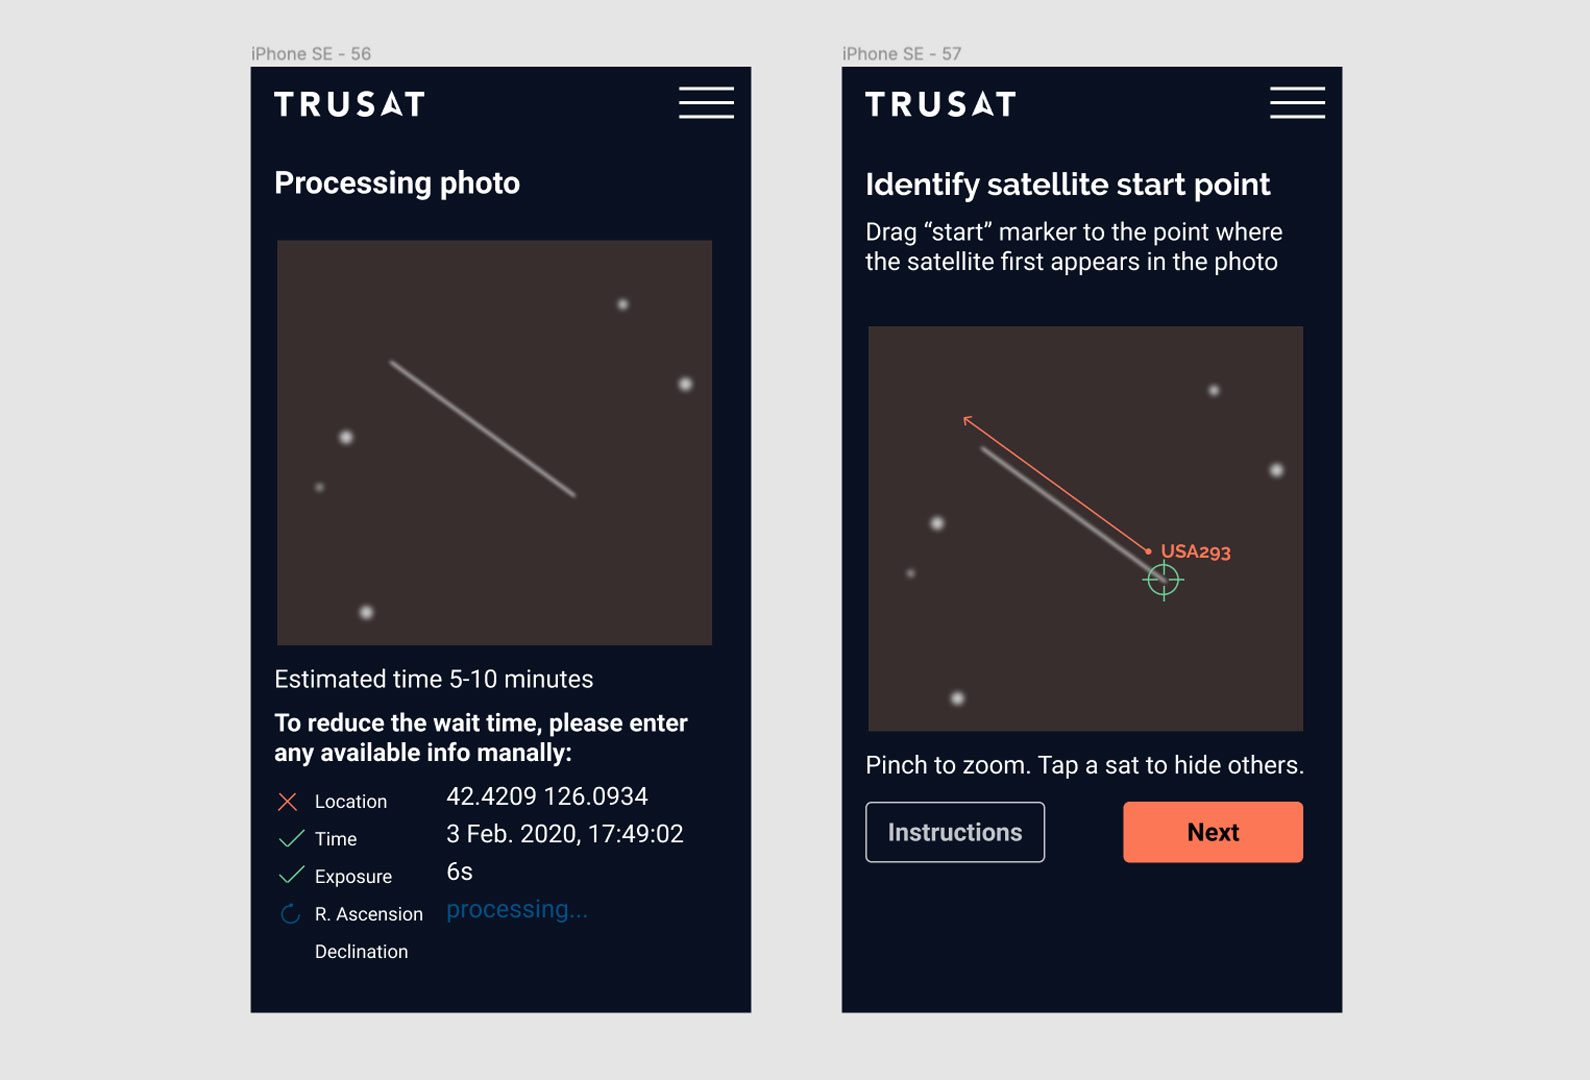 iPhone SE - 56
TRUSAT
Processing photo
Estimated time 5-10 minutes
To reduce the wait time, please enter
any available info manally:
Location 42.4209 126.0934
Time 3 Feb. 2020, 17:49:02
Exposure 6s
R. Ascension processing...
Declination
iPhone SE - 57
TRUSAT
Identify satellite start point
Drag “start” marker to the point where
the satellite first appears in the photo
USA293
Pinch to zoom. Tap a sat to hide others.
Instructions
Next